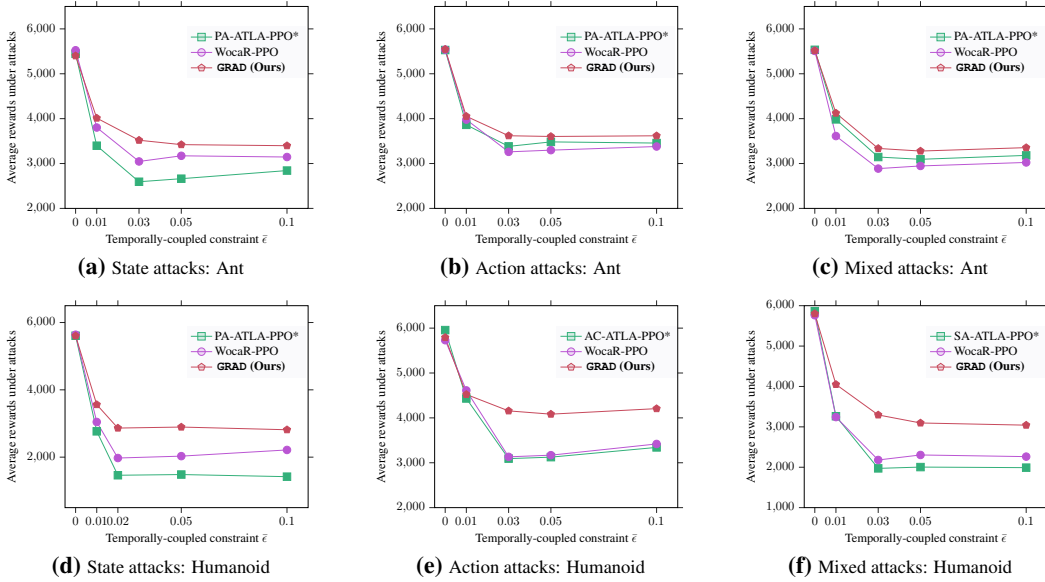 6,000
5,000
4,000
3,000
2,000
Average rewards under attacks
PA-ATLA-PPO*
WocaR-PPO
GRAD (Ours)
0 0.01 0.03 0.05 0.1
Temporally-coupled constraint ε̄
(a) State attacks: Ant
6,000
5,000
4,000
3,000
2,000
Average rewards under attacks
PA-ATLA-PPO*
WocaR-PPO
GRAD (Ours)
0 0.01 0.03 0.05 0.1
Temporally-coupled constraint ε̄
(b) Action attacks: Ant
6,000
5,000
4,000
3,000
2,000
Average rewards under attacks
PA-ATLA-PPO*
WocaR-PPO
GRAD (Ours)
0 0.01 0.03 0.05 0.1
Temporally-coupled constraint ε̄
(c) Mixed attacks: Ant
6,000
4,000
2,000
Average rewards under attacks
PA-ATLA-PPO*
WocaR-PPO
GRAD (Ours)
0 0.01 0.02 0.05 0.1
Temporally-coupled constraint ε̄
(d) State attacks: Humanoid
6,000
5,000
4,000
3,000
2,000
Average rewards under attacks
AC-ATLA-PPO*
WocaR-PPO
GRAD (Ours)
0 0.01 0.03 0.05 0.1
Temporally-coupled constraint ε̄
(e) Action attacks: Humanoid
6,000
5,000
4,000
3,000
2,000
1,000
Average rewards under attacks
SA-ATLA-PPO*
WocaR-PPO
GRAD (Ours)
0 0.01 0.03 0.05 0.1
Temporally-coupled constraint ε̄
(f) Mixed attacks: Humanoid